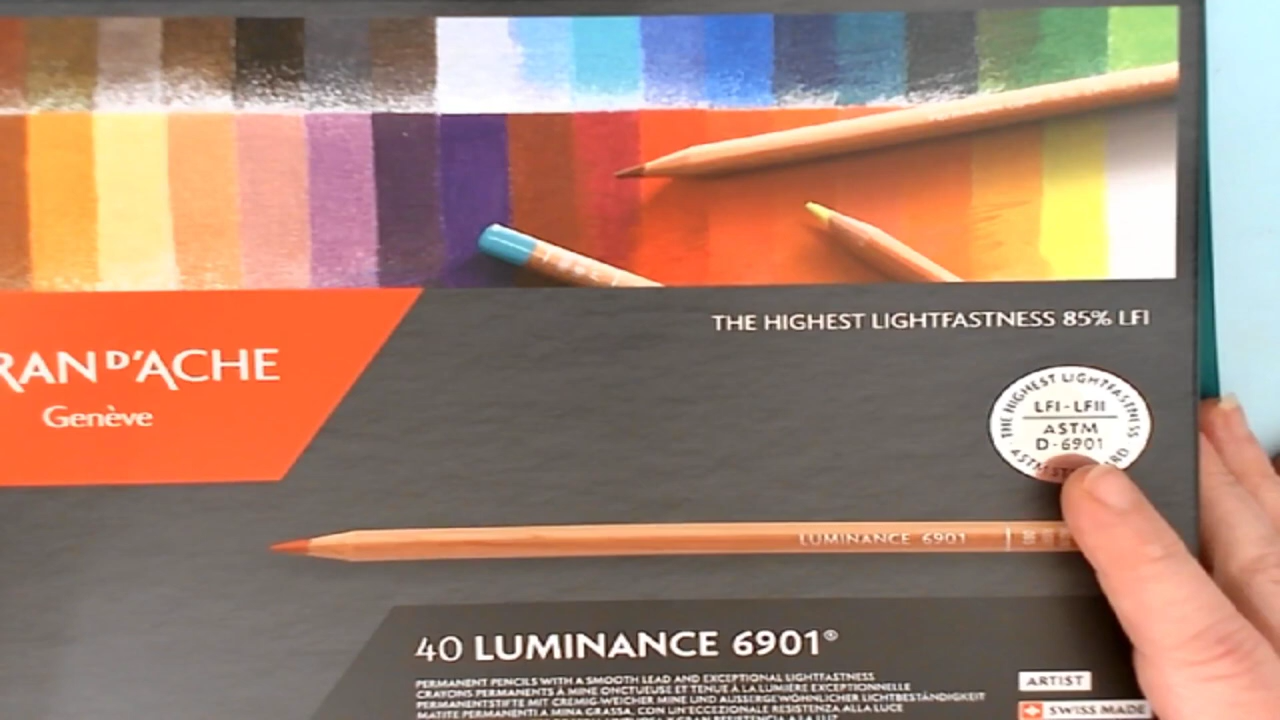 RAN D'ACHE
Genève
THE HIGHEST LIGHTFASTNESS 85% LFI
THE HIGHEST LIGHTFASTNESS
LFI-LFII
ASTM
D-6901
LUMINANCE 6901
40 LUMINANCE 6901®
PERMANENT PENCILS WITH A SMOOTH LEAD AND EXCEPTIONAL LIGHTFASTNESS
CRAYONS PERMANENTS À MINE ONCTUEUSE ET TENUE À LA LUMIÈRE EXCEPTIONNELLE
PERMANENTSTIFTE MIT CREMIG-WEICHER MINE UND AUSSERGEWÖHNLICHER LICHTBESTÄNDIGKEIT
MATITE PERMANENTI A MINA GRASSA, CON UN'ECCEZIONALE RESISTENZA ALLA LUCE
ARTIST
SWISS MADE